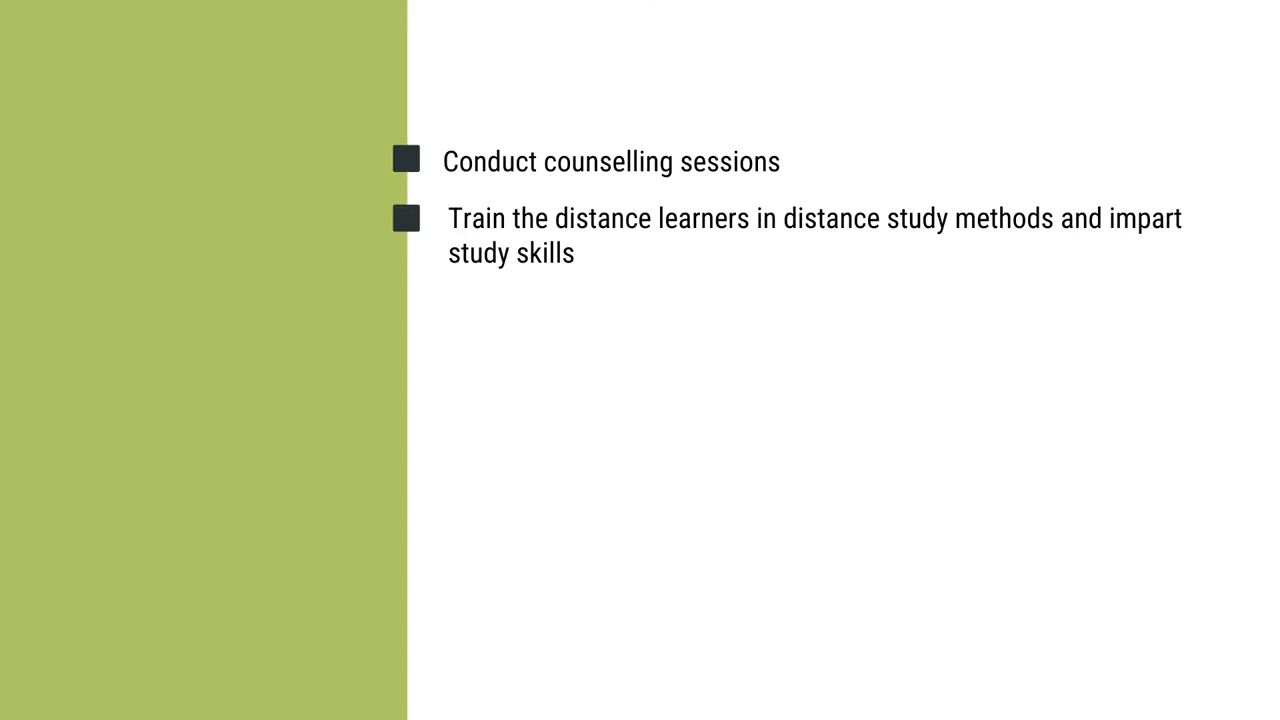 Conduct counselling sessions
Train the distance learners in distance study methods and impart
study skills